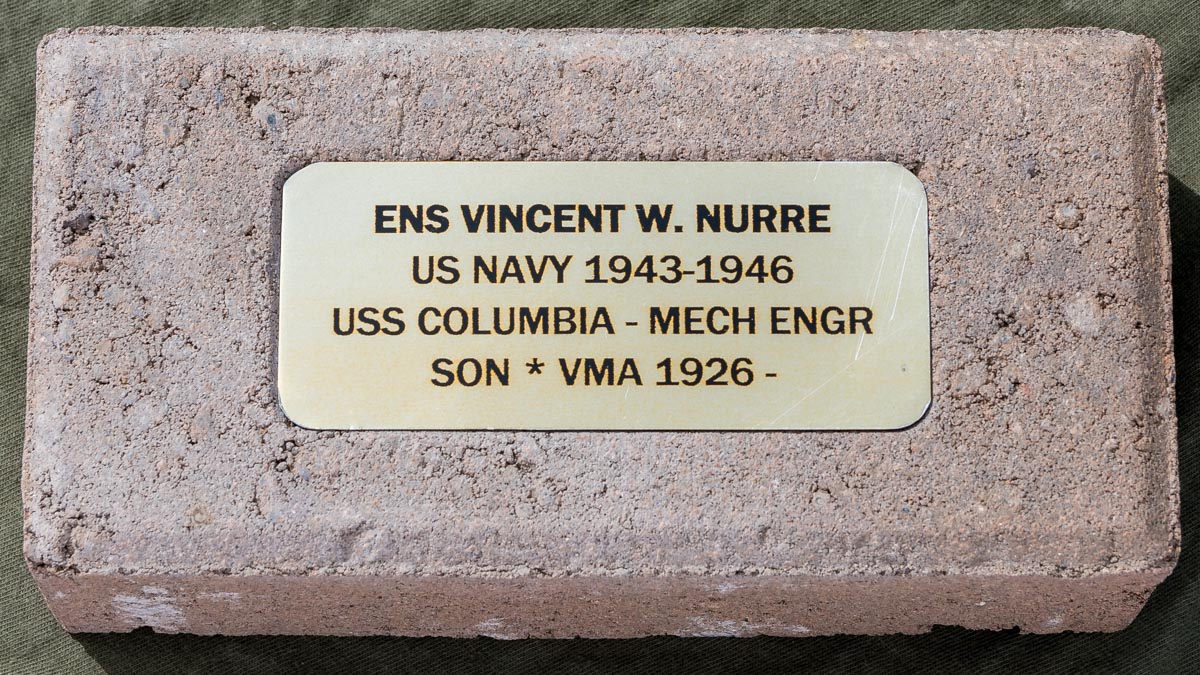 ENS VINCENT W. NURRE
US NAVY 1943-1946
USS COLUMBIA - MECH ENGR
SON * VMA 1926 -